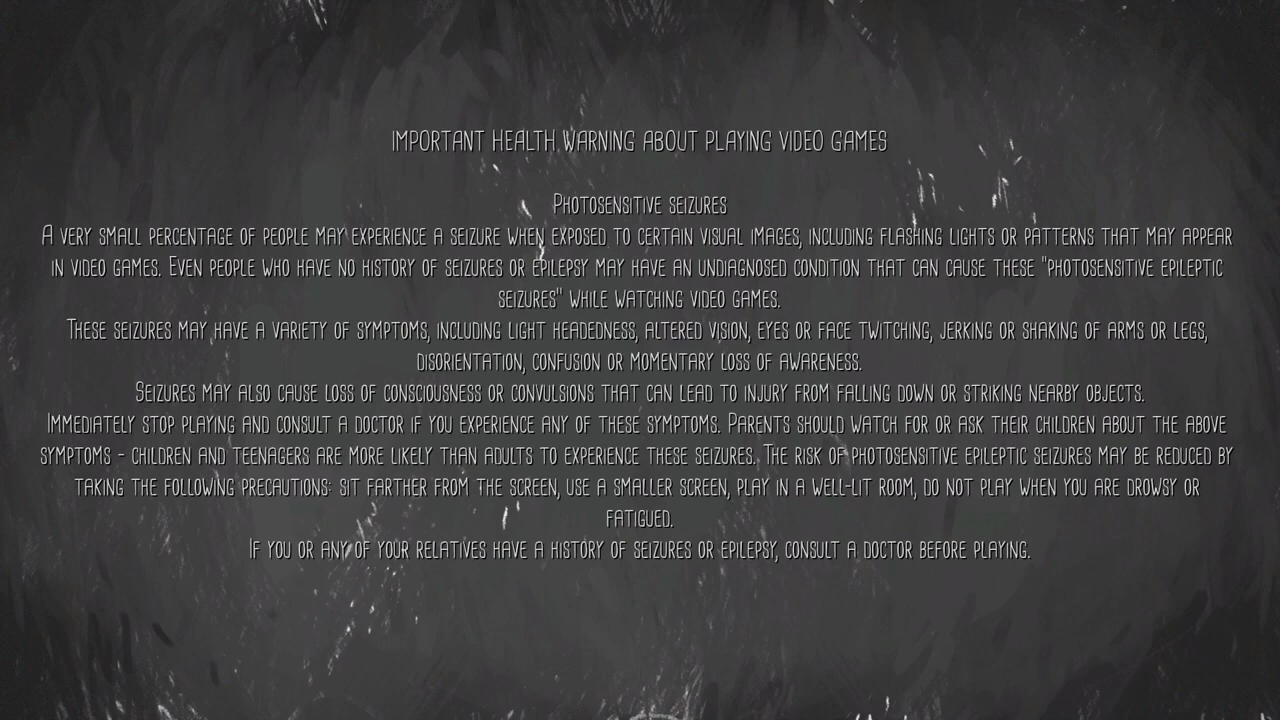 IMPORTANT HEALTH WARNING ABOUT PLAYING VIDEO GAMES
PHOTOSENSITIVE SEIZURES
A VERY SMALL PERCENTAGE OF PEOPLE MAY EXPERIENCE A SEIZURE WHEN EXPOSED TO CERTAIN VISUAL IMAGES, INCLUDING FLASHING LIGHTS OR PATTERNS THAT MAY APPEAR
IN VIDEO GAMES. EVEN PEOPLE WHO HAVE NO HISTORY OF SEIZURES OR EPILEPSY MAY HAVE AN UNDIAGNOSED CONDITION THAT CAN CAUSE THESE "PHOTOSENSITIVE EPILEPTIC
SEIZURES" WHILE WATCHING VIDEO GAMES.
THESE SEIZURES MAY HAVE A VARIETY OF SYMPTOMS, INCLUDING LIGHT HEADEDNESS, ALTERED VISION, EYES OR FACE TWITCHING, JERKING OR SHAKING OF ARMS OR LEGS,
DISORIENTATION, CONFUSION OR MOMENTARY LOSS OF AWARENESS.
SEIZURES MAY ALSO CAUSE LOSS OF CONSCIOUSNESS OR CONVULSIONS THAT CAN LEAD TO INJURY FROM FALLING DOWN OR STRIKING NEARBY OBJECTS.
IMMEDIATELY STOP PLAYING AND CONSULT A DOCTOR IF YOU EXPERIENCE ANY OF THESE SYMPTOMS. PARENTS SHOULD WATCH FOR OR ASK THEIR CHILDREN ABOUT THE ABOVE
SYMPTOMS - CHILDREN AND TEENAGERS ARE MORE LIKELY THAN ADULTS TO EXPERIENCE THESE SEIZURES. THE RISK OF PHOTOSENSITIVE EPILEPTIC SEIZURES MAY BE REDUCED BY
TAKING THE FOLLOWING PRECAUTIONS: SIT FARTHER FROM THE SCREEN, USE A SMALLER SCREEN, PLAY IN A WELL-LIT ROOM, DO NOT PLAY WHEN YOU ARE DROWSY OR
FATIGUED.
IF YOU OR ANY OF YOUR RELATIVES HAVE A HISTORY OF SEIZURES OR EPILEPSY, CONSULT A DOCTOR BEFORE PLAYING.